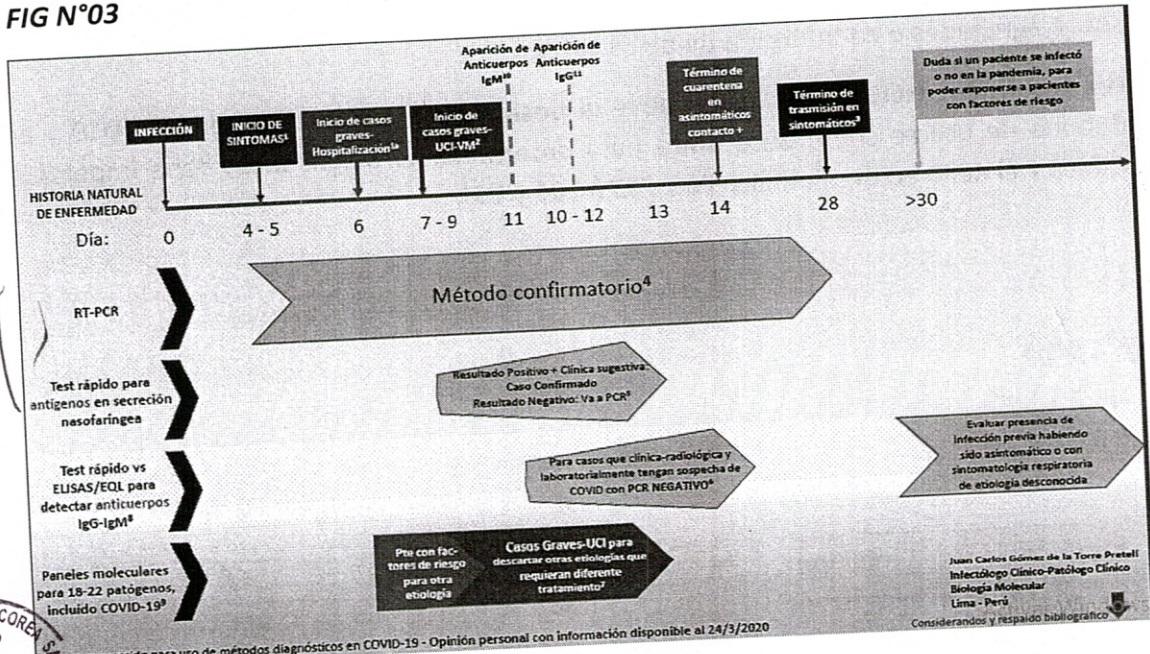 FIG N°03
Aparición de
Anticuerpos
IgM¹⁰
Aparición de
Anticuerpos
IgG¹¹
INFECCIÓN
INICIO DE
SINTOMAS¹
Inicio de casos
graves-
Hospitalización¹ᵃ
Inicio de
casos graves-
UCI-VM²
Término de
cuarentena
en
asintomáticos
contacto +
Término de
trasmisión en
sintomáticos³
Duda si un paciente se infectó
o no en la pandemia, para
poder exponerse a pacientes
con factores de riesgo
HISTORIA NATURAL
DE ENFERMEDAD
Día: 0 4 - 5 6 7 - 9 11 10 - 12 13 14 28 >30
RT-PCR
Método confirmatorio⁴
Test rápido para
antígenos en secreción
nasofaríngea
Resultado Positivo + Clínica sugestiva:
Caso Confirmado
Resultado Negativo: Va a PCR⁵
Test rápido vs
ELISAS/EQL para
detectar anticuerpos
IgG-IgM⁸
Para casos que clínica-radiológica y
laboratorialmente tengan sospecha de
COVID con PCR NEGATIVO⁶
Evaluar presencia de
infección previa habiendo
sido asintomático o con
sintomatología respiratoria
de etiología desconocida
Paneles moleculares
para 18-22 patógenos,
incluido COVID-19⁹
Pte con fac-
tores de riesgo
para otra
etiología
Casos Graves-UCI para
descartar otras etiologías que
requieran diferente
tratamiento⁷
Juan Carlos Gómez de la Torre Pretell
Infectólogo Clínico-Patólogo Clínico
Biología Molecular
Lima - Perú
Considerandos y respaldo bibliográfico
para uso de métodos diagnósticos en COVID-19 - Opinión personal con información disponible al 24/3/2020
COREA